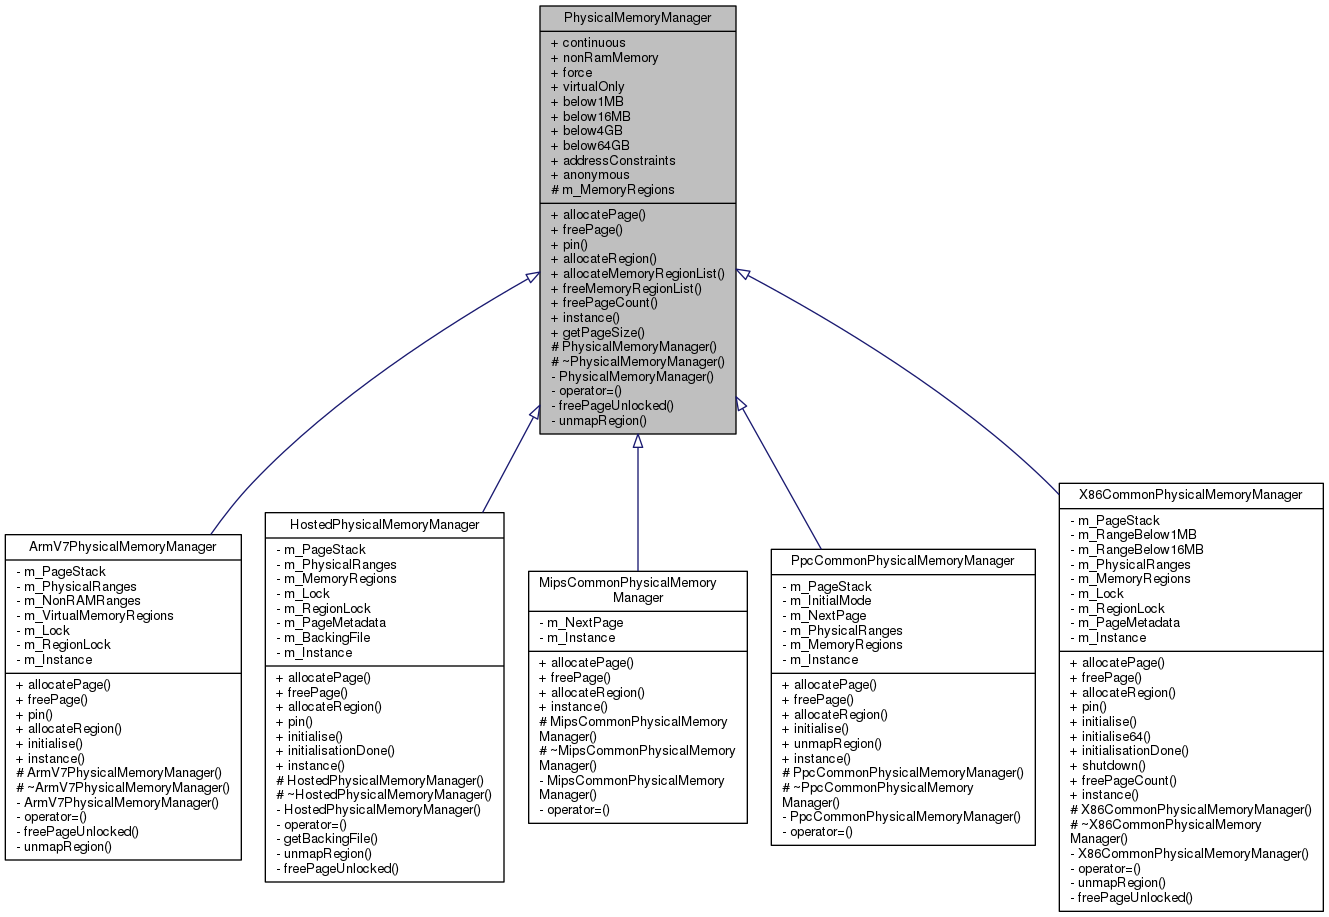 PhysicalMemoryManager
+ continuous
+ nonRamMemory
+ force
+ virtualOnly
+ below1MB
+ below16MB
+ below4GB
+ below64GB
+ addressConstraints
+ anonymous
# m_MemoryRegions
+ allocatePage()
+ freePage()
+ pin()
+ allocateRegion()
+ allocateMemoryRegionList()
+ freeMemoryRegionList()
+ freePageCount()
+ instance()
+ getPageSize()
# PhysicalMemoryManager()
# ~PhysicalMemoryManager()
- PhysicalMemoryManager()
- operator=()
- freePageUnlocked()
- unmapRegion()
ArmV7PhysicalMemoryManager
- m_PageStack
- m_PhysicalRanges
- m_NonRAMRanges
- m_VirtualMemoryRegions
- m_Lock
- m_RegionLock
- m_Instance
+ allocatePage()
+ freePage()
+ pin()
+ allocateRegion()
+ initialise()
+ instance()
# ArmV7PhysicalMemoryManager()
# ~ArmV7PhysicalMemoryManager()
- ArmV7PhysicalMemoryManager()
- operator=()
- freePageUnlocked()
- unmapRegion()
HostedPhysicalMemoryManager
- m_PageStack
- m_PhysicalRanges
- m_MemoryRegions
- m_Lock
- m_RegionLock
- m_PageMetadata
- m_BackingFile
- m_Instance
+ allocatePage()
+ freePage()
+ allocateRegion()
+ pin()
+ initialise()
+ initialisationDone()
+ instance()
# HostedPhysicalMemoryManager()
# ~HostedPhysicalMemoryManager()
- HostedPhysicalMemoryManager()
- operator=()
- getBackingFile()
- unmapRegion()
- freePageUnlocked()
MipsCommonPhysicalMemory
Manager
- m_NextPage
- m_Instance
+ allocatePage()
+ freePage()
+ allocateRegion()
+ instance()
# MipsCommonPhysicalMemory
Manager()
# ~MipsCommonPhysicalMemory
Manager()
- MipsCommonPhysicalMemory
Manager()
- operator=()
PpcCommonPhysicalMemoryManager
- m_PageStack
- m_InitialMode
- m_NextPage
- m_PhysicalRanges
- m_MemoryRegions
- m_Instance
+ allocatePage()
+ freePage()
+ allocateRegion()
+ initialise()
+ unmapRegion()
+ instance()
# PpcCommonPhysicalMemoryManager()
# ~PpcCommonPhysicalMemory
Manager()
- PpcCommonPhysicalMemoryManager()
- operator=()
X86CommonPhysicalMemoryManager
- m_PageStack
- m_RangeBelow1MB
- m_RangeBelow16MB
- m_PhysicalRanges
- m_MemoryRegions
- m_Lock
- m_RegionLock
- m_PageMetadata
- m_Instance
+ allocatePage()
+ freePage()
+ allocateRegion()
+ pin()
+ initialise()
+ initialise64()
+ initialisationDone()
+ shutdown()
+ freePageCount()
+ instance()
# X86CommonPhysicalMemoryManager()
# ~X86CommonPhysicalMemory
Manager()
- X86CommonPhysicalMemoryManager()
- operator=()
- unmapRegion()
- freePageUnlocked()